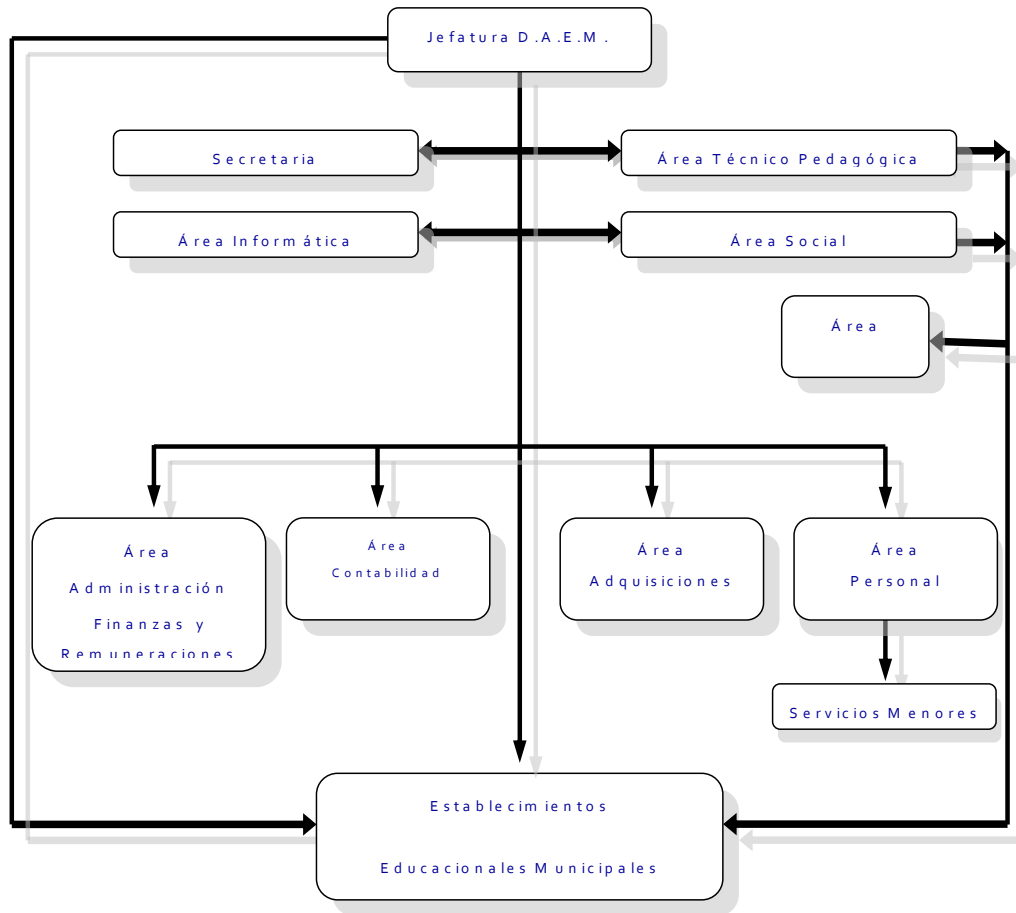 Jefatura D.A.E.M.
Secretaria
Área Técnico Pedagógica
Área Informática
Área Social
Área
Área
Administración
Finanzas y
Remuneraciones
Área
Contabilidad
Área
Adquisiciones
Área
Personal
Servicios Menores
Establecimientos
Educacionales Municipales